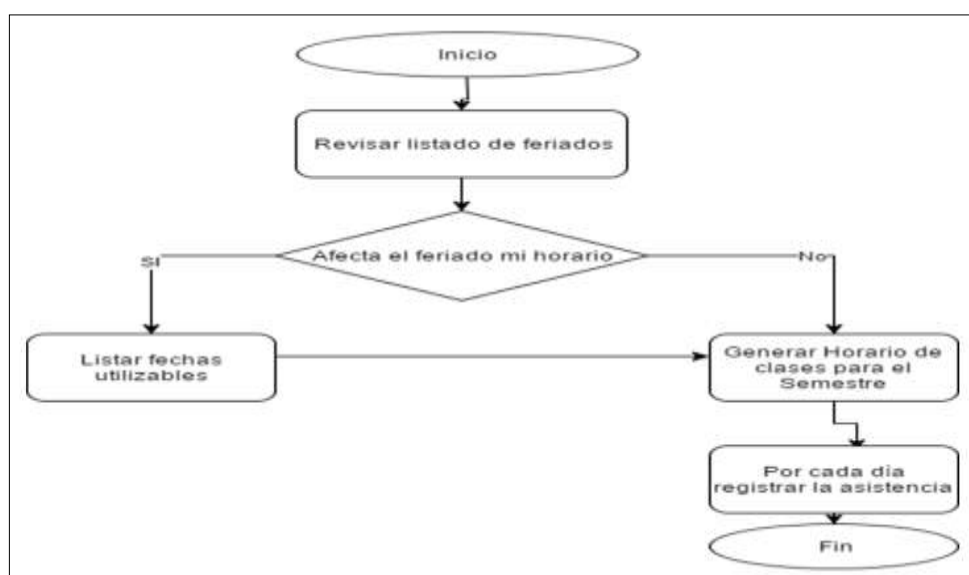 Inicio
Revisar listado de feriados
Afecta el feriado mi horario
SI
No
Listar fechas
utilizables
Generar Horario de
clases para el
Semestre
Por cada día
registrar la asistencia
Fin